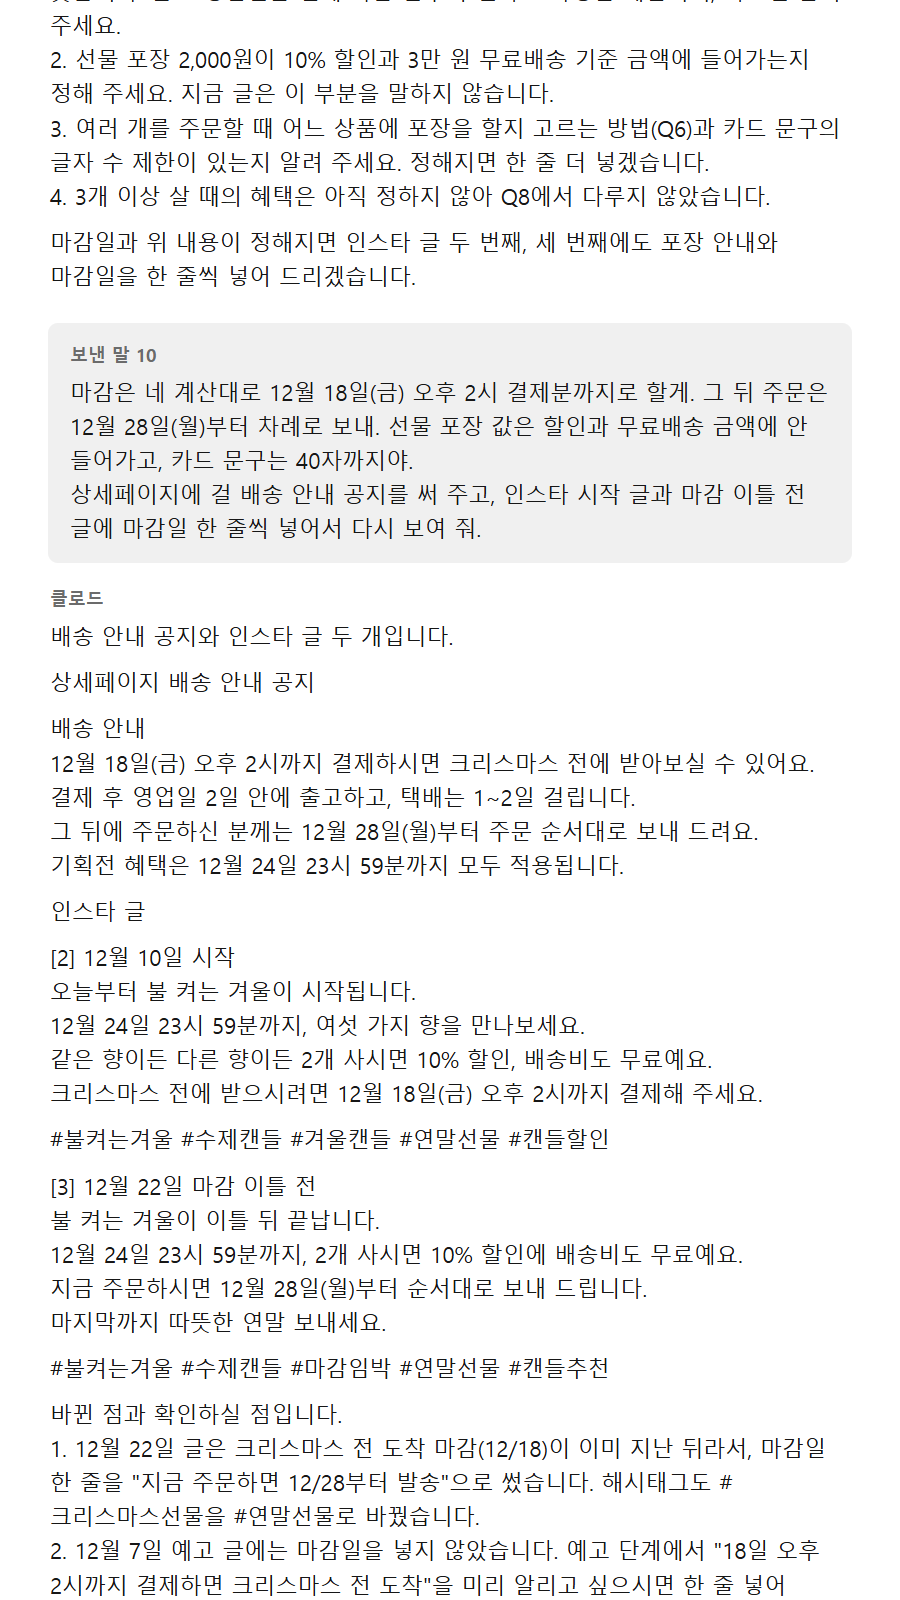 주세요.
2. 선물 포장 2,000원이 10% 할인과 3만 원 무료배송 기준 금액에 들어가는지
정해 주세요. 지금 글은 이 부분을 말하지 않습니다.
3. 여러 개를 주문할 때 어느 상품에 포장을 할지 고르는 방법(Q6)과 카드 문구의
글자 수 제한이 있는지 알려 주세요. 정해지면 한 줄 더 넣겠습니다.
4. 3개 이상 살 때의 혜택은 아직 정하지 않아 Q8에서 다루지 않았습니다.
마감일과 위 내용이 정해지면 인스타 글 두 번째, 세 번째에도 포장 안내와
마감일을 한 줄씩 넣어 드리겠습니다.
보낸 말 10
마감은 네 계산대로 12월 18일(금) 오후 2시 결제분까지로 할게. 그 뒤 주문은
12월 28일(월)부터 차례로 보내. 선물 포장 값은 할인과 무료배송 금액에 안
들어가고, 카드 문구는 40자까지야.
상세페이지에 걸 배송 안내 공지를 써 주고, 인스타 시작 글과 마감 이틀 전
글에 마감일 한 줄씩 넣어서 다시 보여 줘.
클로드
배송 안내 공지와 인스타 글 두 개입니다.
상세페이지 배송 안내 공지
배송 안내
12월 18일(금) 오후 2시까지 결제하시면 크리스마스 전에 받아보실 수 있어요.
결제 후 영업일 2일 안에 출고하고, 택배는 1~2일 걸립니다.
그 뒤에 주문하신 분께는 12월 28일(월)부터 주문 순서대로 보내 드려요.
기획전 혜택은 12월 24일 23시 59분까지 모두 적용됩니다.
인스타 글
[2] 12월 10일 시작
오늘부터 불 켜는 겨울이 시작됩니다.
12월 24일 23시 59분까지, 여섯 가지 향을 만나보세요.
같은 향이든 다른 향이든 2개 사시면 10% 할인, 배송비도 무료예요.
크리스마스 전에 받으시려면 12월 18일(금) 오후 2시까지 결제해 주세요.
#불켜는겨울 #수제캔들 #겨울캔들 #연말선물 #캔들할인
[3] 12월 22일 마감 이틀 전
불 켜는 겨울이 이틀 뒤 끝납니다.
12월 24일 23시 59분까지, 2개 사시면 10% 할인에 배송비도 무료예요.
지금 주문하시면 12월 28일(월)부터 순서대로 보내 드립니다.
마지막까지 따뜻한 연말 보내세요.
#불켜는겨울 #수제캔들 #마감임박 #연말선물 #캔들추천
바뀐 점과 확인하실 점입니다.
1. 12월 22일 글은 크리스마스 전 도착 마감(12/18)이 이미 지난 뒤라서, 마감일
한 줄을 "지금 주문하면 12/28부터 발송"으로 썼습니다. 해시태그도 #
크리스마스선물을 #연말선물로 바꿨습니다.
2. 12월 7일 예고 글에는 마감일을 넣지 않았습니다. 예고 단계에서 "18일 오후
2시까지 결제하면 크리스마스 전 도착"을 미리 알리고 싶으시면 한 줄 넣어